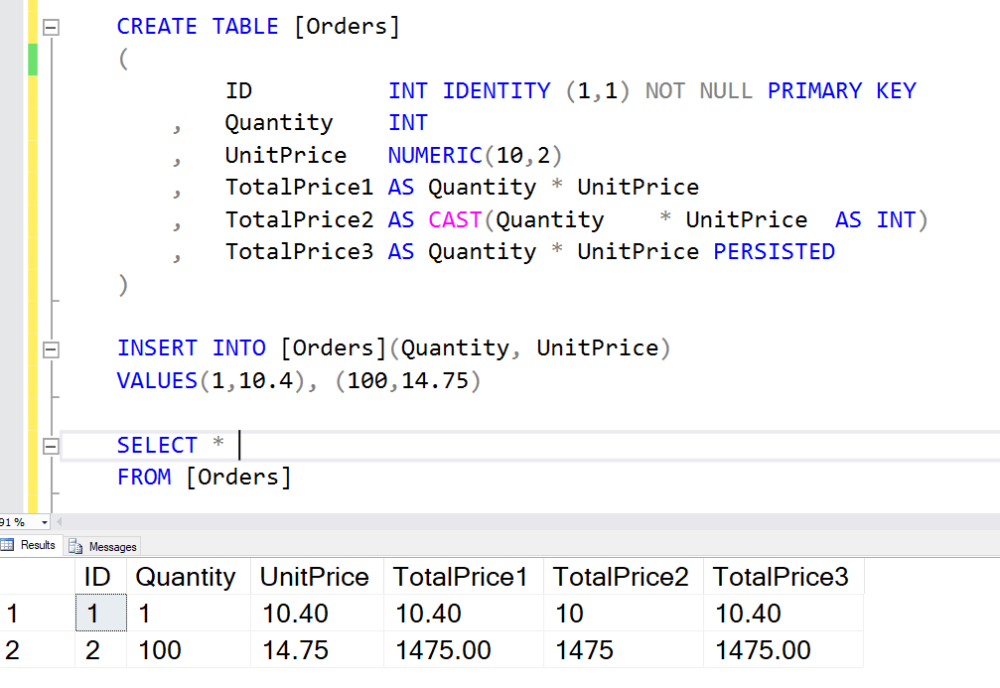 CREATE TABLE [Orders]
(
ID INT IDENTITY (1,1) NOT NULL PRIMARY KEY
, Quantity INT
, UnitPrice NUMERIC(10,2)
, TotalPrice1 AS Quantity * UnitPrice
, TotalPrice2 AS CAST(Quantity * UnitPrice AS INT)
, TotalPrice3 AS Quantity * UnitPrice PERSISTED
)
INSERT INTO [Orders](Quantity, UnitPrice)
VALUES(1,10.4), (100,14.75)
SELECT *
FROM [Orders]
91 %
Results Messages
ID Quantity UnitPrice TotalPrice1 TotalPrice2 TotalPrice3
1 1 1 10.40 10.40 10 10.40
2 2 100 14.75 1475.00 1475 1475.00